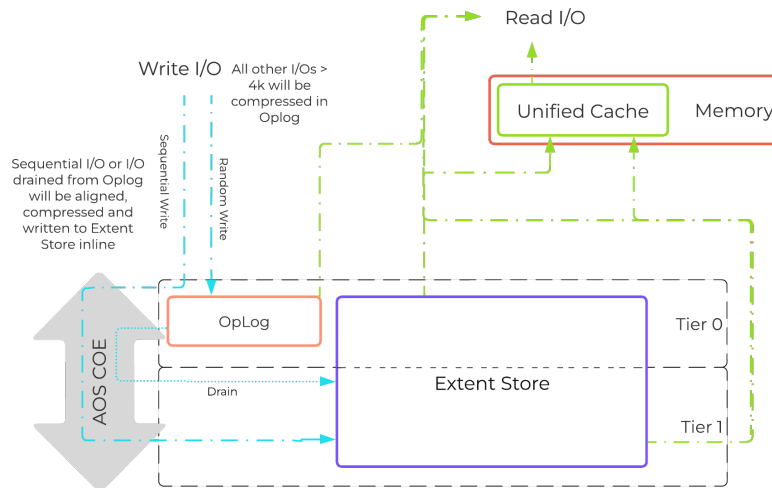 Read I/O
Write I/O
All other I/Os >
4k will be
compressed in
Oplog
Unified Cache
Memory
Sequential I/O or I/O
drained from Oplog
will be aligned,
compressed and
written to Extent
Store inline
Sequential Write
Random Write
OpLog
Tier 0
AOS COE
Extent Store
Drain
Tier 1